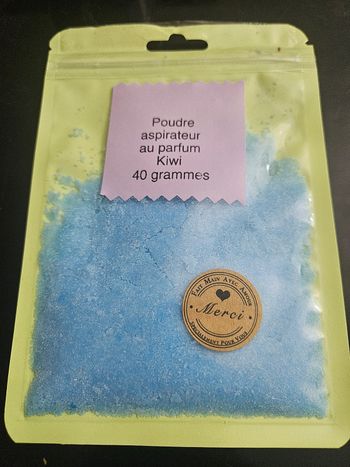 Poudre
aspirateur
au parfum
Kiwi
40 grammes
Fait Main Avec Amour
Merci
Spécialement Pour Vous